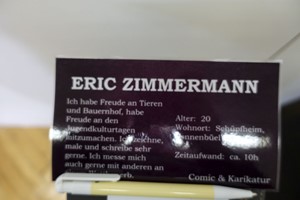 ERIC ZIMMERMANN
Ich habe Freude an Tieren
und Bauernhof, habe
Freude an den
Jugendkulturtagen
mitzumachen. Ich zeichne,
male und schreibe sehr
gerne. Ich messe mich
auch gerne mit anderen an
Alter: 20
Wohnort: Schüpfheim,
Zeitaufwand: ca. 10h
Comic & Karikatur